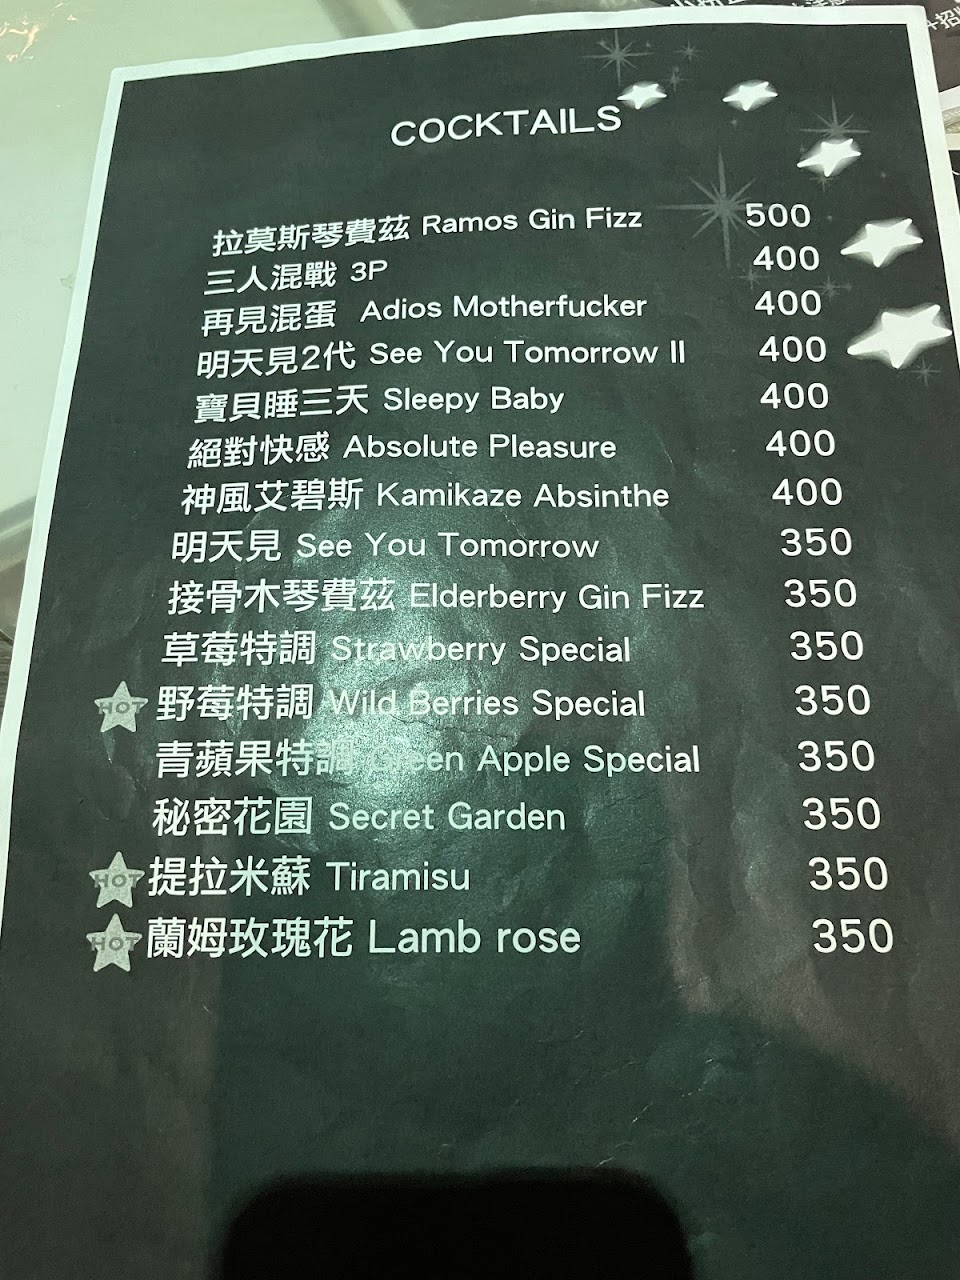 COCKTAILS
拉莫斯琴費茲 Ramos Gin Fizz 500
三人混戰 3P 400
再見混蛋 Adios Motherfucker 400
明天見2代 See You Tomorrow II 400
寶貝睡三天 Sleepy Baby 400
絕對快感 Absolute Pleasure 400
神風艾碧斯 Kamikaze Absinthe 400
明天見 See You Tomorrow 350
接骨木琴費茲 Elderberry Gin Fizz 350
草莓特調 Strawberry Special 350
HOT 野莓特調 Wild Berries Special 350
青蘋果特調 Green Apple Special 350
秘密花園 Secret Garden 350
HOT 提拉米蘇 Tiramisu 350
HOT 蘭姆玫瑰花 Lamb rose 350